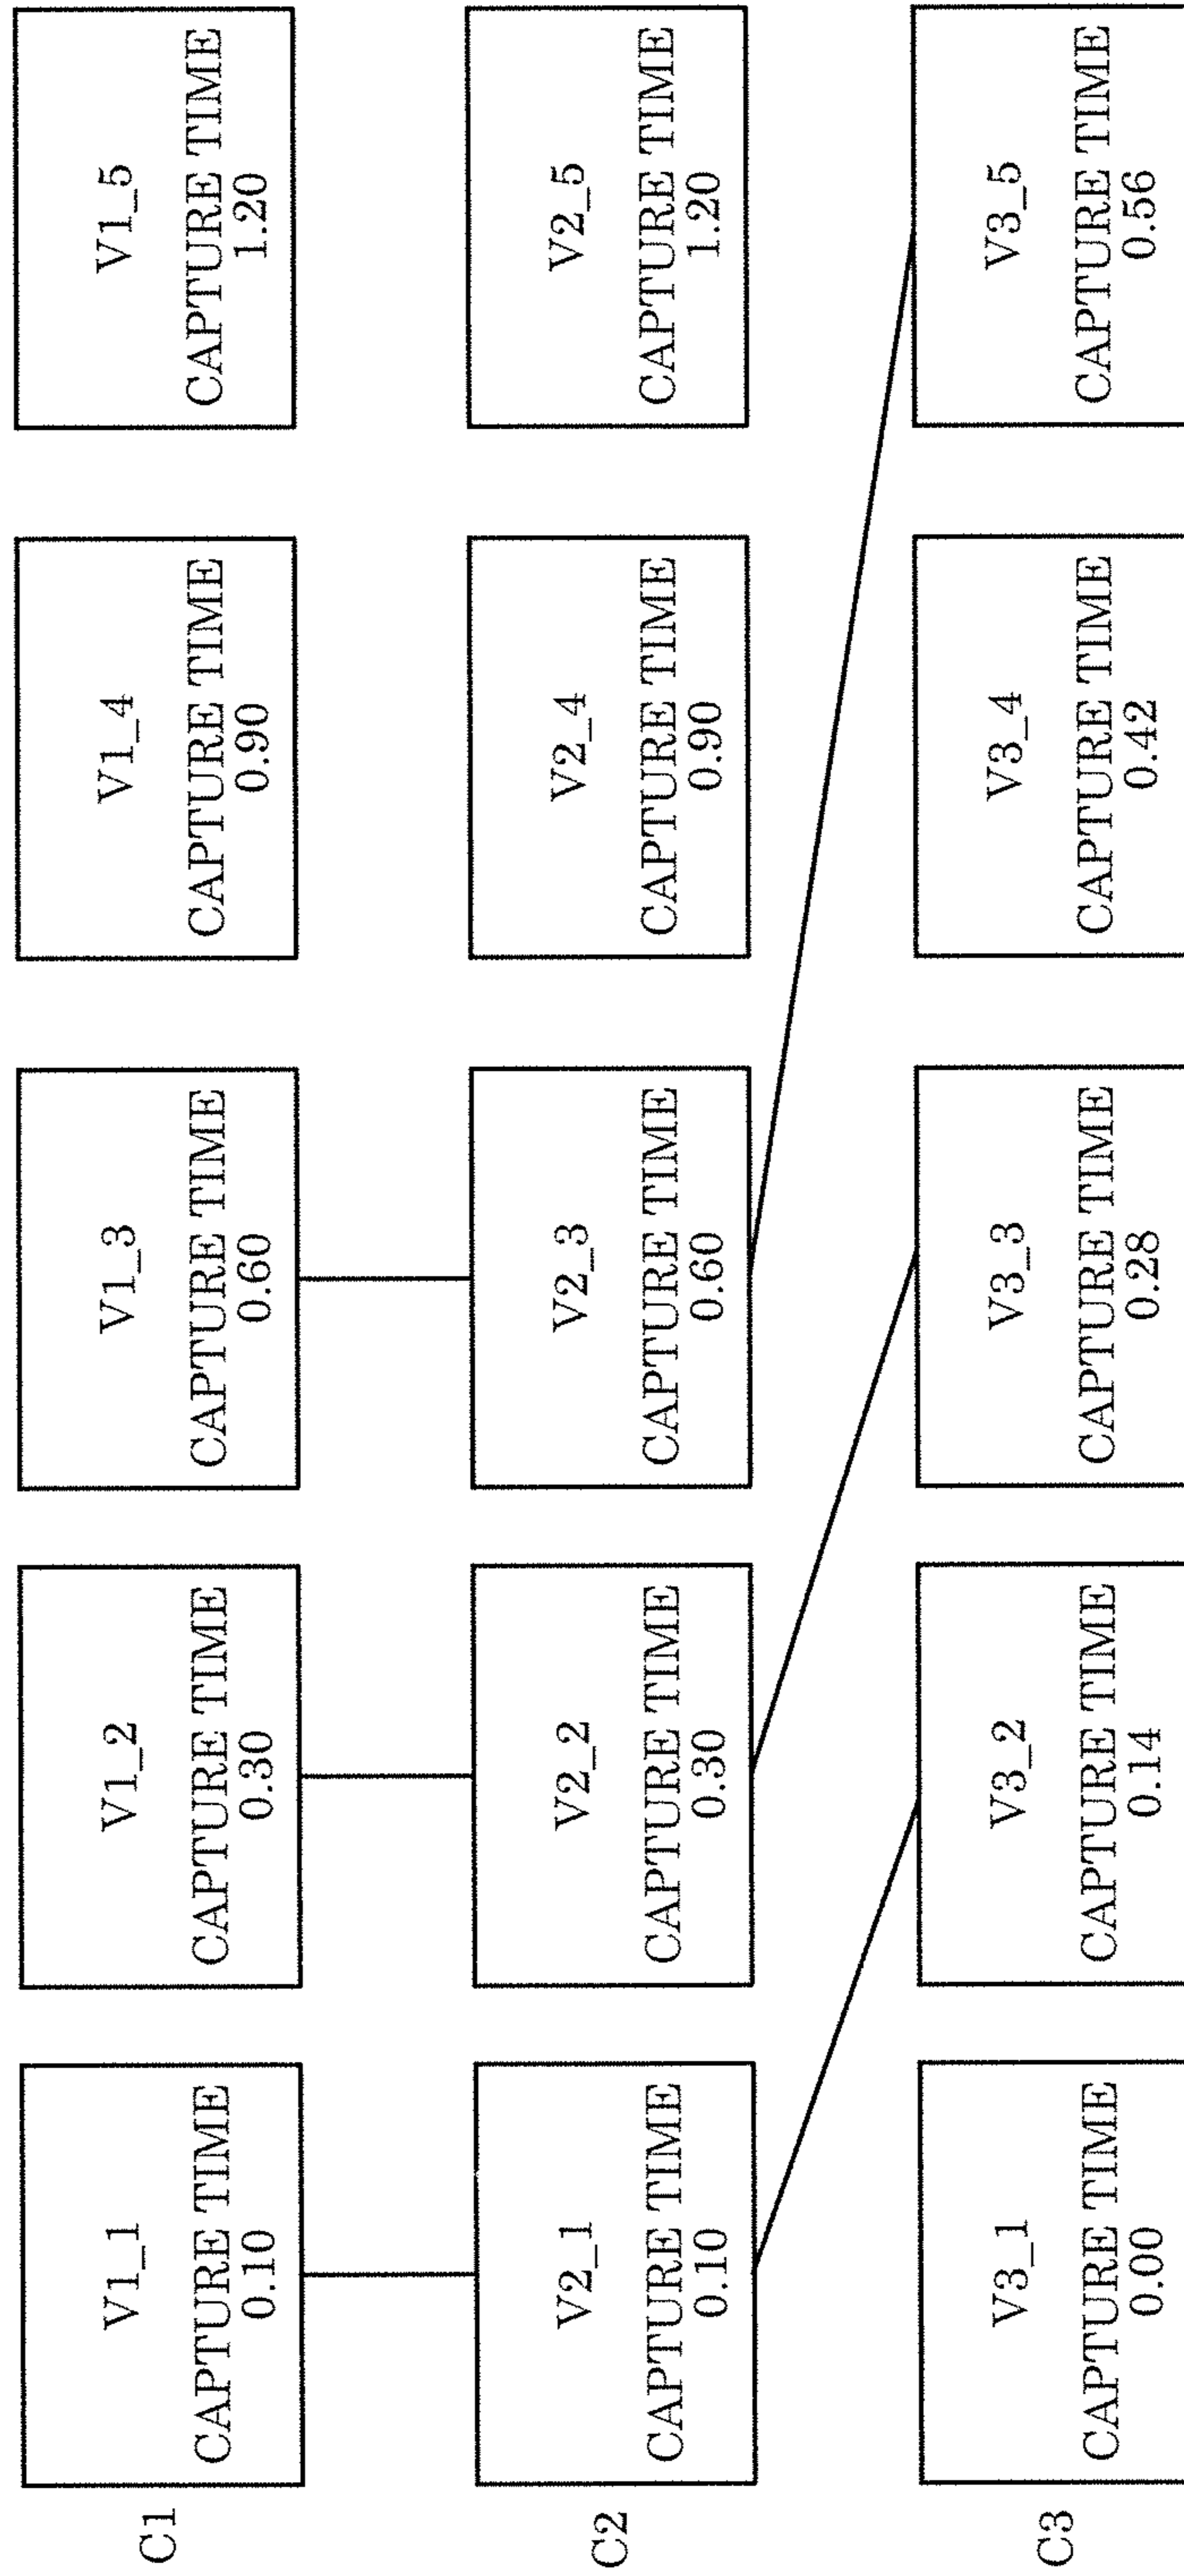 C1
V1_1
CAPTURE TIME
0.10
V1_2
CAPTURE TIME
0.30
V1_3
CAPTURE TIME
0.60
V1_4
CAPTURE TIME
0.90
V1_5
CAPTURE TIME
1.20
C2
V2_1
CAPTURE TIME
0.10
V2_2
CAPTURE TIME
0.30
V2_3
CAPTURE TIME
0.60
V2_4
CAPTURE TIME
0.90
V2_5
CAPTURE TIME
1.20
C3
V3_1
CAPTURE TIME
0.00
V3_2
CAPTURE TIME
0.14
V3_3
CAPTURE TIME
0.28
V3_4
CAPTURE TIME
0.42
V3_5
CAPTURE TIME
0.56